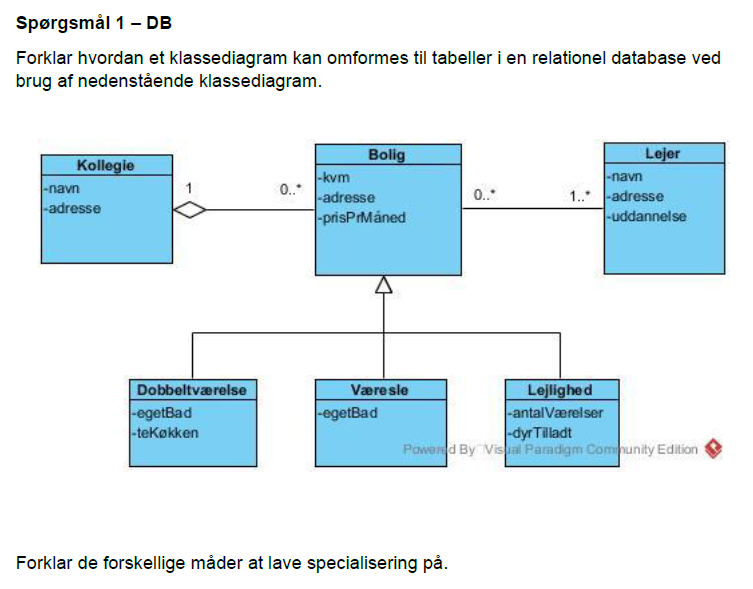 Spørgsmål 1 – DB
Forklar hvordan et klassediagram kan omformes til tabeller i en relationel database ved
brug af nedenstående klassediagram.
Kollegie
-navn
-adresse
1
0..*
Bolig
-kvm
-adresse
-prisPrMåned
0..*
1..*
Lejer
-navn
-adresse
-uddannelse
Dobbeltværelse
-egetBad
-teKøkken
Væresle
-egetBad
Lejlighed
-antalVærelser
-dyrTilladt
Powered By Visual Paradigm Community Edition
Forklar de forskellige måder at lave specialisering på.